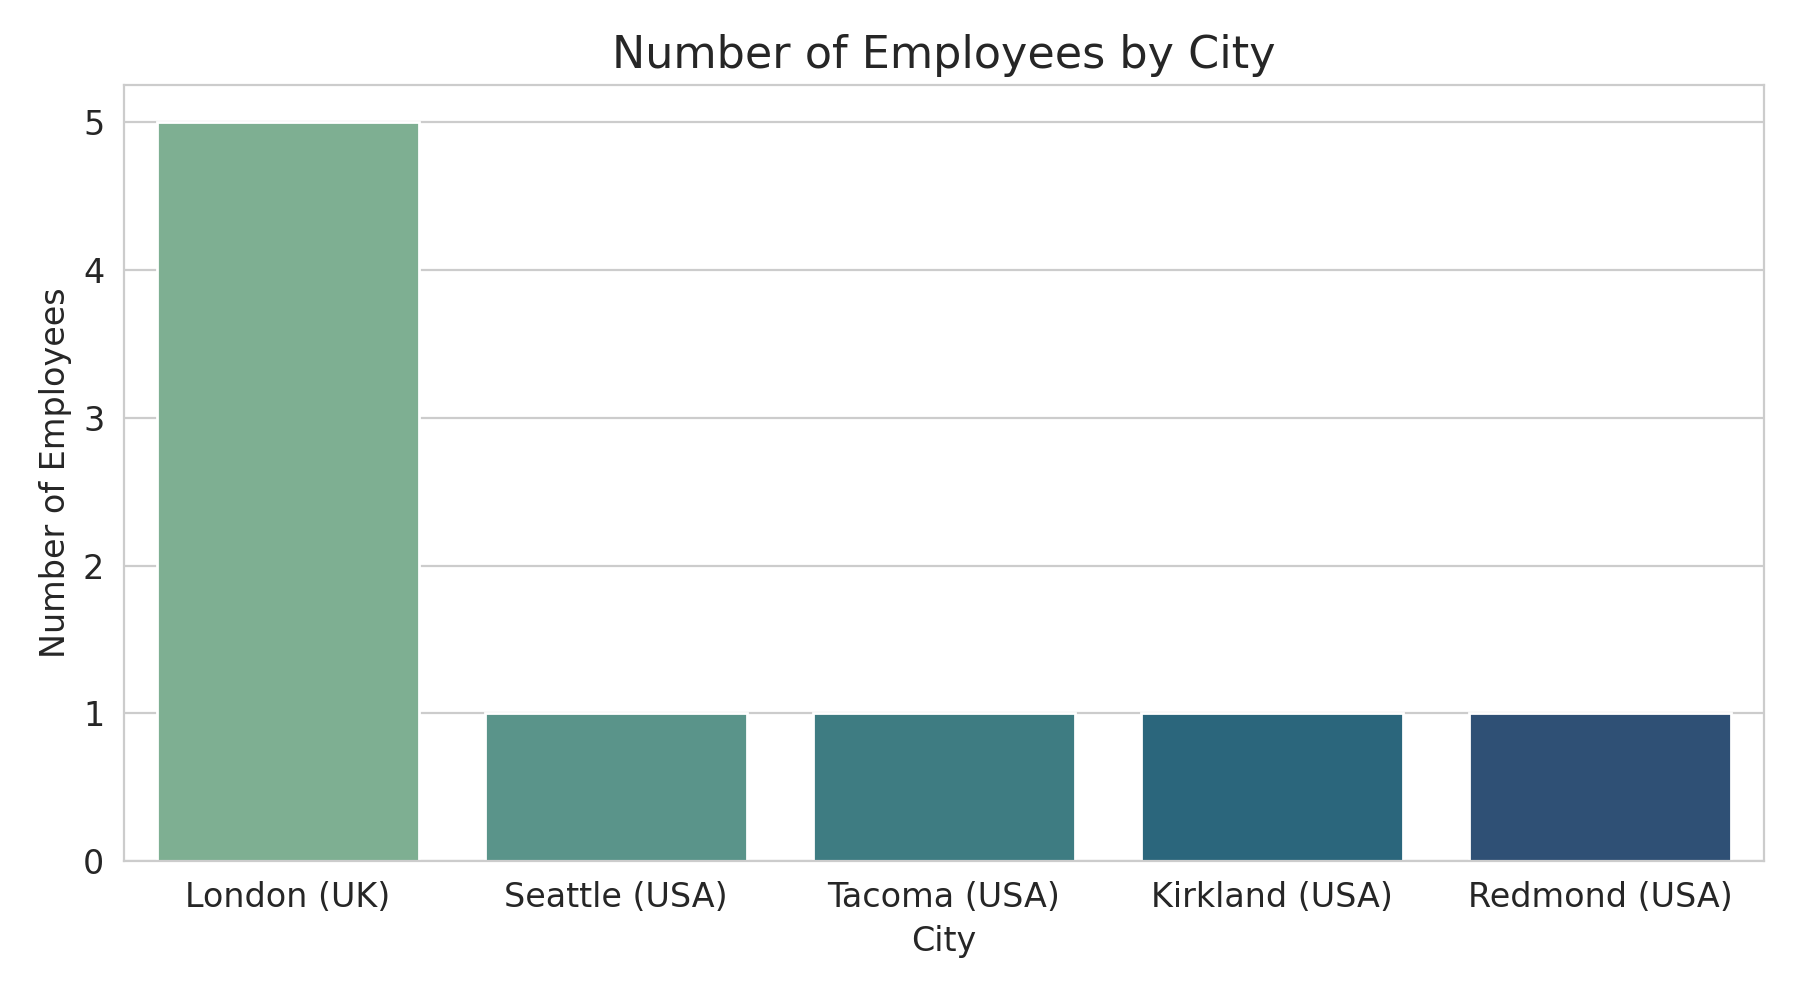 Number of Employees by City
Number of Employees
5
4
3
2
1
0
London (UK) Seattle (USA) Tacoma (USA) Kirkland (USA) Redmond (USA)
City